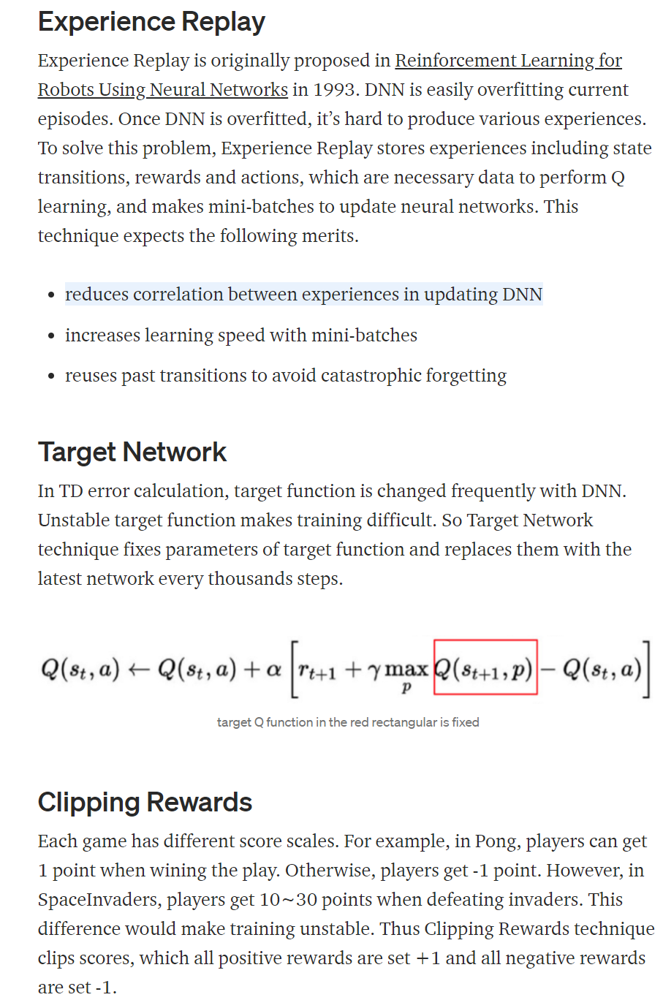 Experience Replay
Experience Replay is originally proposed in Reinforcement Learning for
Robots Using Neural Networks in 1993. DNN is easily overfitting current
episodes. Once DNN is overfitted, it’s hard to produce various experiences.
To solve this problem, Experience Replay stores experiences including state
transitions, rewards and actions, which are necessary data to perform Q
learning, and makes mini-batches to update neural networks. This
technique expects the following merits.
• reduces correlation between experiences in updating DNN
• increases learning speed with mini-batches
• reuses past transitions to avoid catastrophic forgetting
Target Network
In TD error calculation, target function is changed frequently with DNN.
Unstable target function makes training difficult. So Target Network
technique fixes parameters of target function and replaces them with the
latest network every thousands steps.
Q(s_t, a) ← Q(s_t, a) + α [r_{t+1} + γ max_p Q(s_{t+1}, p) − Q(s_t, a)]
target Q function in the red rectangular is fixed
Clipping Rewards
Each game has different score scales. For example, in Pong, players can get
1 point when wining the play. Otherwise, players get -1 point. However, in
SpaceInvaders, players get 10~30 points when defeating invaders. This
difference would make training unstable. Thus Clipping Rewards technique
clips scores, which all positive rewards are set +1 and all negative rewards
are set -1.